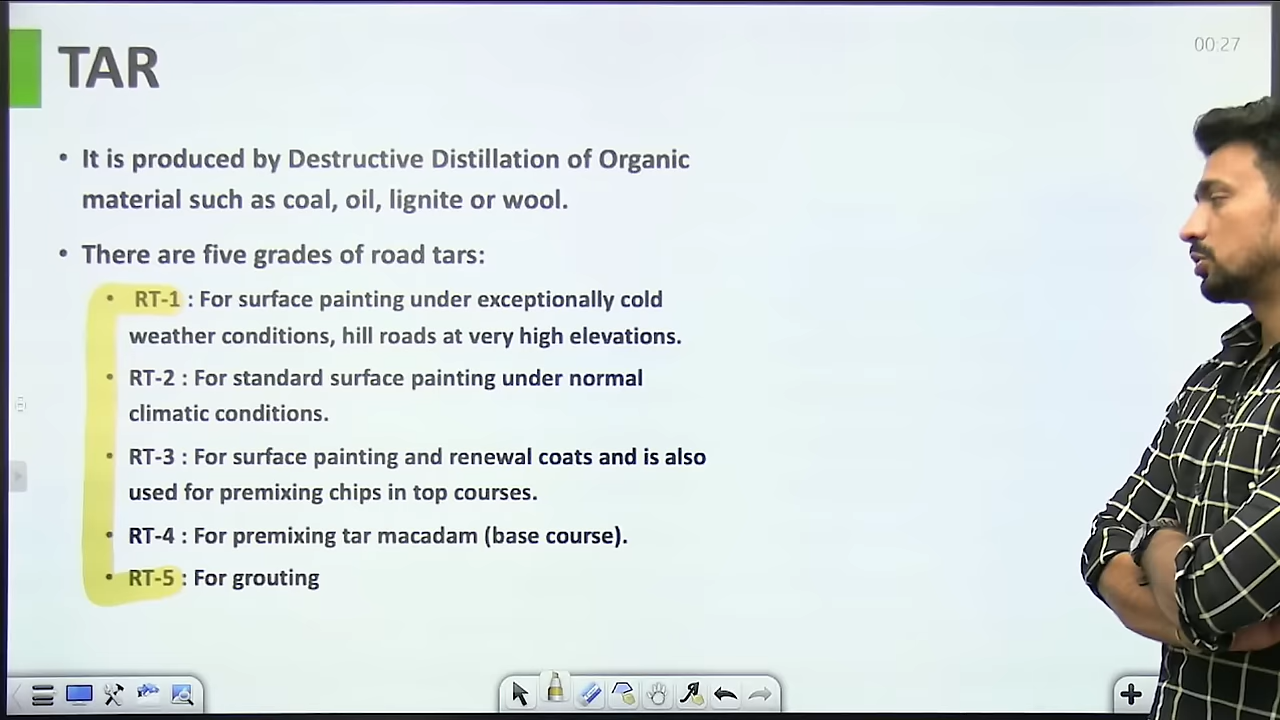 00:27
TAR
• It is produced by Destructive Distillation of Organic
material such as coal, oil, lignite or wool.
• There are five grades of road tars:
• RT-1 : For surface painting under exceptionally cold
weather conditions, hill roads at very high elevations.
• RT-2 : For standard surface painting under normal
climatic conditions.
• RT-3 : For surface painting and renewal coats and is also
used for premixing chips in top courses.
• RT-4 : For premixing tar macadam (base course).
• RT-5 : For grouting